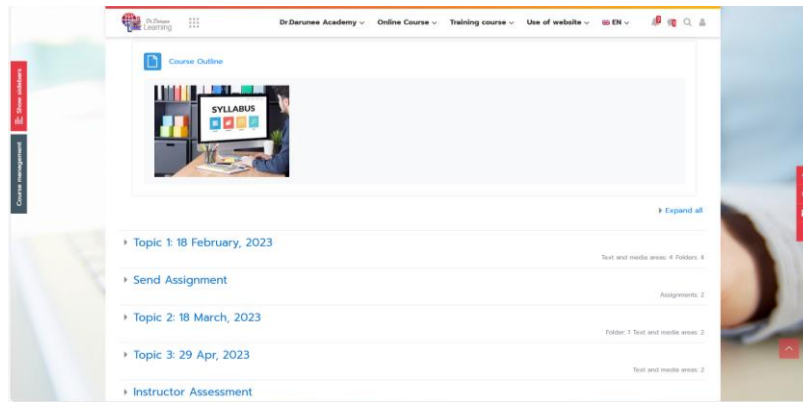 Dr.Darunee
Learning
Dr.Darunee Academy
Online Course
Training course
Use of website
EN
Show sidebars
Course management
Course Outline
SYLLABUS
Expand all
Topic 1: 18 February, 2023
Text and media areas: 4 Folders: 4
Send Assignment
Assignments: 2
Topic 2: 18 March, 2023
Folder: 1 Text and media areas: 2
Topic 3: 29 Apr, 2023
Text and media areas: 2
Instructor Assessment